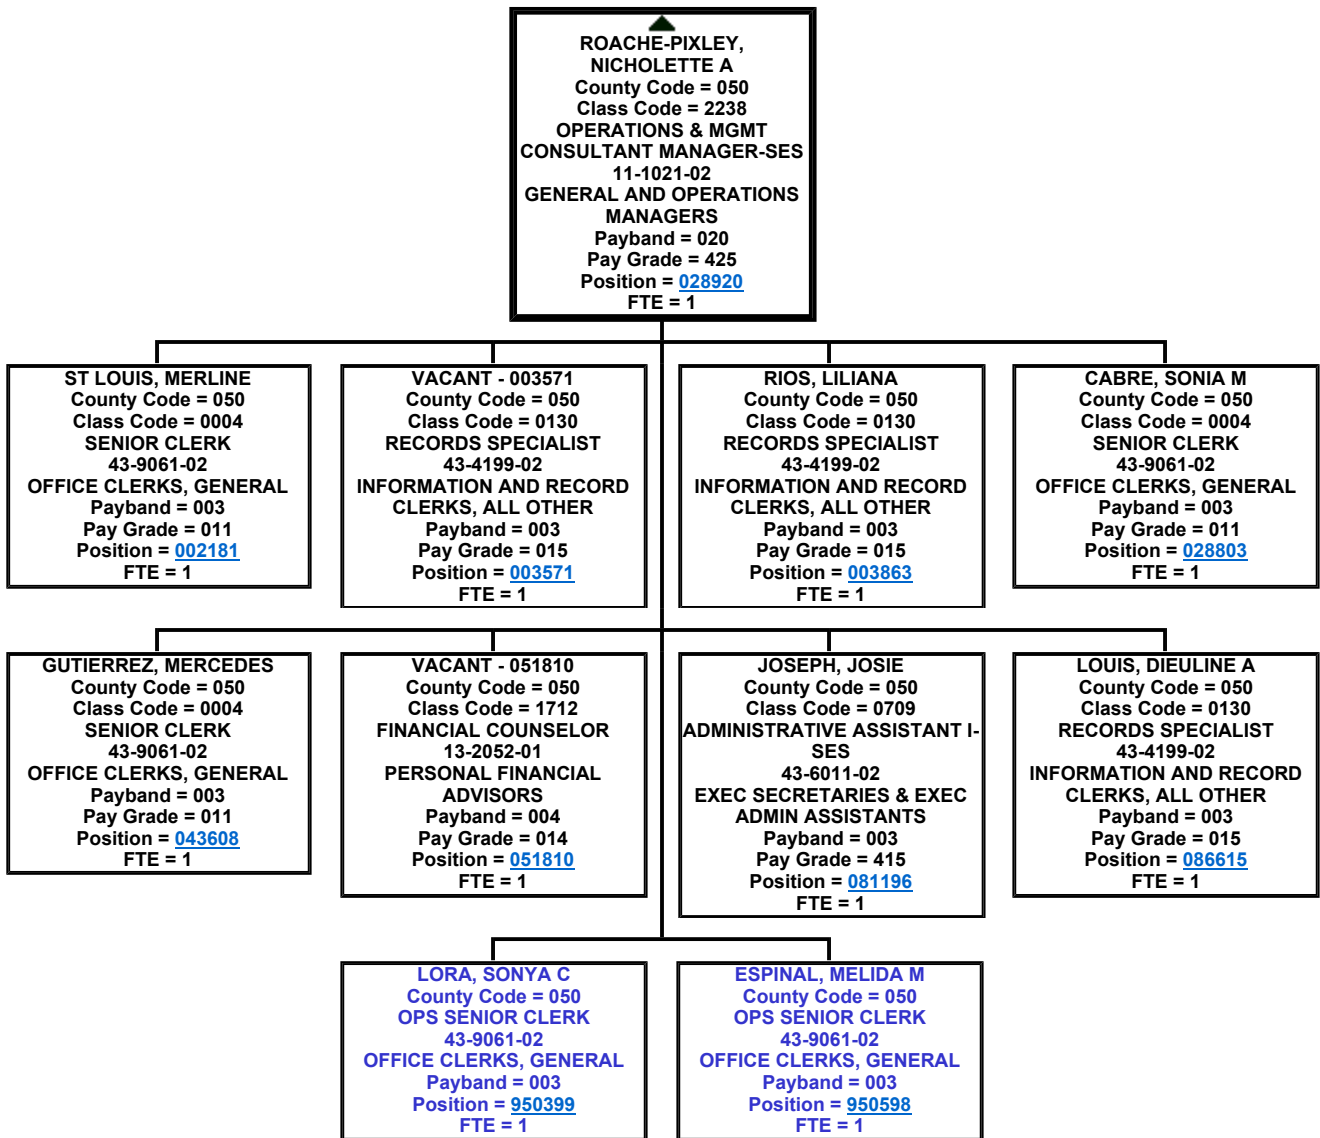 ROACHE-PIXLEY,
NICHOLETTE A
County Code = 050
Class Code = 2238
OPERATIONS & MGMT
CONSULTANT MANAGER-SES
11-1021-02
GENERAL AND OPERATIONS
MANAGERS
Payband = 020
Pay Grade = 425
Position = 028920
FTE = 1
ST LOUIS, MERLINE
County Code = 050
Class Code = 0004
SENIOR CLERK
43-9061-02
OFFICE CLERKS, GENERAL
Payband = 003
Pay Grade = 011
Position = 002181
FTE = 1
VACANT - 003571
County Code = 050
Class Code = 0130
RECORDS SPECIALIST
43-4199-02
INFORMATION AND RECORD
CLERKS, ALL OTHER
Payband = 003
Pay Grade = 015
Position = 003571
FTE = 1
RIOS, LILIANA
County Code = 050
Class Code = 0130
RECORDS SPECIALIST
43-4199-02
INFORMATION AND RECORD
CLERKS, ALL OTHER
Payband = 003
Pay Grade = 015
Position = 003863
FTE = 1
CABRE, SONIA M
County Code = 050
Class Code = 0004
SENIOR CLERK
43-9061-02
OFFICE CLERKS, GENERAL
Payband = 003
Pay Grade = 011
Position = 028803
FTE = 1
GUTIERREZ, MERCEDES
County Code = 050
Class Code = 0004
SENIOR CLERK
43-9061-02
OFFICE CLERKS, GENERAL
Payband = 003
Pay Grade = 011
Position = 043608
FTE = 1
VACANT - 051810
County Code = 050
Class Code = 1712
FINANCIAL COUNSELOR
13-2052-01
PERSONAL FINANCIAL
ADVISORS
Payband = 004
Pay Grade = 014
Position = 051810
FTE = 1
JOSEPH, JOSIE
County Code = 050
Class Code = 0709
ADMINISTRATIVE ASSISTANT I-
SES
43-6011-02
EXEC SECRETARIES & EXEC
ADMIN ASSISTANTS
Payband = 003
Pay Grade = 415
Position = 081196
FTE = 1
LOUIS, DIEULINE A
County Code = 050
Class Code = 0130
RECORDS SPECIALIST
43-4199-02
INFORMATION AND RECORD
CLERKS, ALL OTHER
Payband = 003
Pay Grade = 015
Position = 086615
FTE = 1
LORA, SONYA C
County Code = 050
OPS SENIOR CLERK
43-9061-02
OFFICE CLERKS, GENERAL
Payband = 003
Position = 950399
FTE = 1
ESPINAL, MELIDA M
County Code = 050
OPS SENIOR CLERK
43-9061-02
OFFICE CLERKS, GENERAL
Payband = 003
Position = 950598
FTE = 1